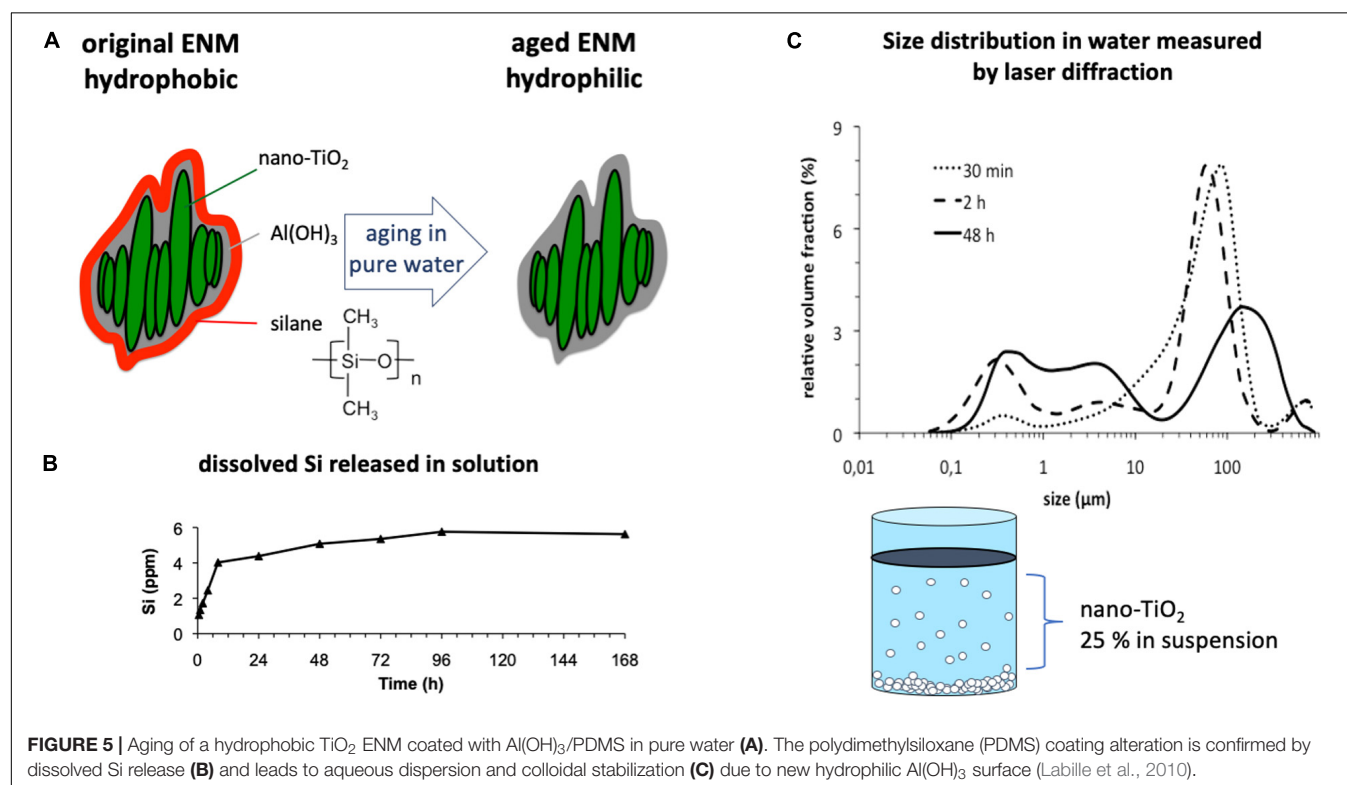 A
original ENM
hydrophobic
aged ENM
hydrophilic
nano-TiO₂
Al(OH)₃
silane
aging in
pure water
CH₃
Si
O
n
CH₃
B
dissolved Si released in solution
Si (ppm)
6
4
2
0
0 24 48 72 96 120 144 168
Time (h)
C
Size distribution in water measured
by laser diffraction
relative volume fraction (%)
9
6
3
0
30 min
2 h
48 h
0,01 0,1 1 10 100
size (µm)
nano-TiO₂
25 % in suspension
FIGURE 5 | Aging of a hydrophobic TiO₂ ENM coated with Al(OH)₃/PDMS in pure water (A). The polydimethylsiloxane (PDMS) coating alteration is confirmed by
dissolved Si release (B) and leads to aqueous dispersion and colloidal stabilization (C) due to new hydrophilic Al(OH)₃ surface (Labille et al., 2010).